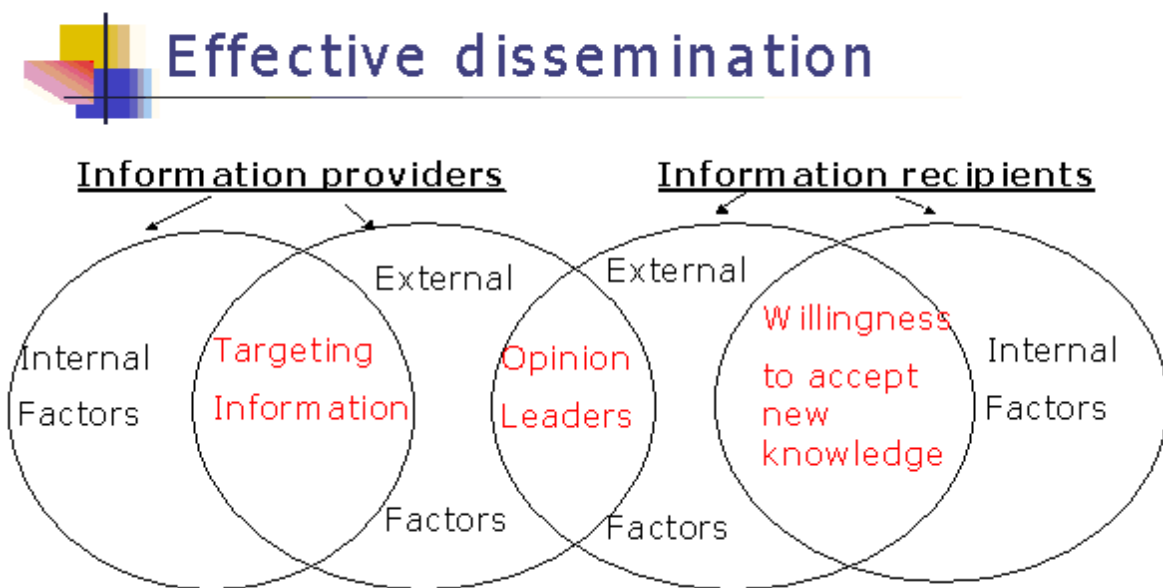 Effective dissemination
Information providers
Information recipients
Internal
Factors
Targeting
Information
External
Factors
Opinion
Leaders
External
Factors
Willingness
to accept
new
knowledge
Internal
Factors